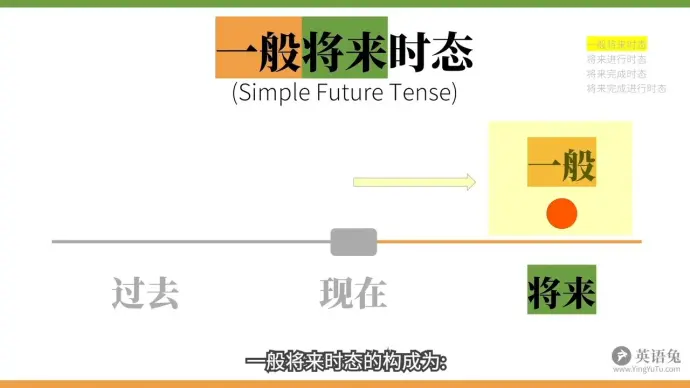 一般将来时态
(Simple Future Tense)
一般将来时态
将来进行时态
将来完成时态
将来完成进行时态
一般
过去
现在
将来
一般将来时态的构成为:
英语兔
www.YingYuTu.com